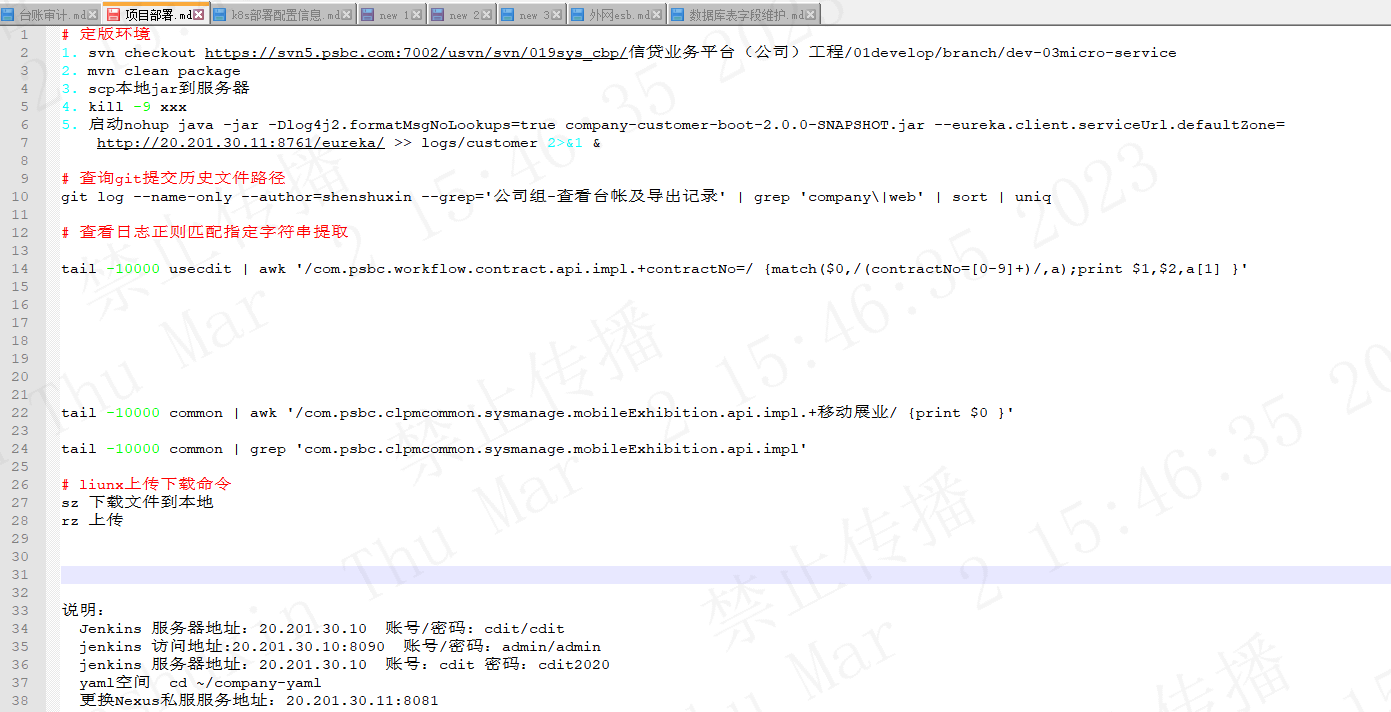 台账审计.md 项目部署.md k8s部署配置信息.md new 1 new 2 new 3 外网esb.md 数据库表字段维护.md
1 # 定版环境
2 1. svn checkout https://svn5.psbc.com:7002/usvn/svn/019sys_cbp/信贷业务平台（公司）工程/01develop/branch/dev-03micro-service
3 2. mvn clean package
4 3. scp本地jar到服务器
5 4. kill -9 xxx
6 5. 启动nohup java -jar -Dlog4j2.formatMsgNoLookups=true company-customer-boot-2.0.0-SNAPSHOT.jar --eureka.client.serviceUrl.defaultZone=
7 http://20.201.30.11:8761/eureka/ >> logs/customer 2>&1 &
8
9 # 查询git提交历史文件路径
10 git log --name-only --author=shenshuxin --grep='公司组-查看台帐及导出记录' | grep 'company\|web' | sort | uniq
11
12 # 查看日志正则匹配指定字符串提取
13
14 tail -10000 usecdit | awk '/com.psbc.workflow.contract.api.impl.+contractNo=/ {match($0,/(contractNo=[0-9]+)/,a);print $1,$2,a[1] }'
15
16
17
18
19
20
21
22 tail -10000 common | awk '/com.psbc.clpmcommon.sysmanage.mobileExhibition.api.impl.+移动展业/ {print $0 }'
23
24 tail -10000 common | grep 'com.psbc.clpmcommon.sysmanage.mobileExhibition.api.impl'
25
26 # liunx上传下载命令
27 sz 下载文件到本地
28 rz 上传
29
30
31
32
33 说明：
34 Jenkins 服务器地址：20.201.30.10 账号/密码：cdit/cdit
35 jenkins 访问地址:20.201.30.10:8090 账号/密码：admin/admin
36 jenkins 服务器地址：20.201.30.10 账号：cdit 密码：cdit2020
37 yaml空间 cd ~/company-yaml
38 更换Nexus私服服务地址：20.201.30.11:8081
禁止传播
Thu Mar 2 15:46:35 2023